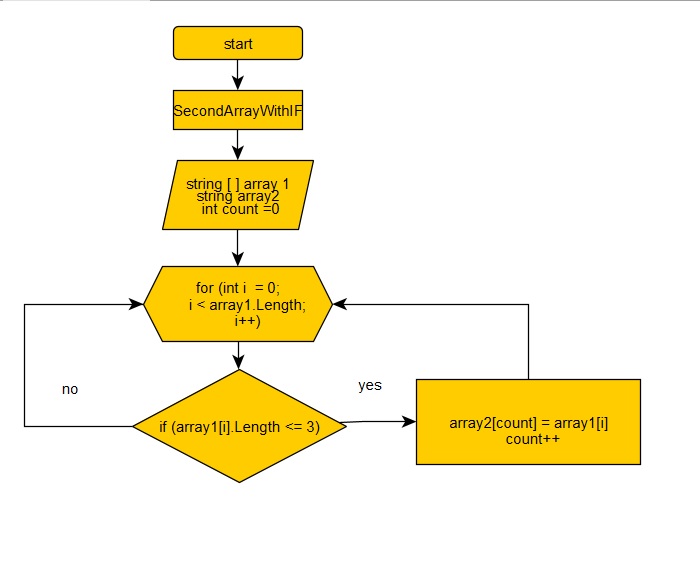 start
SecondArrayWithIF
string [ ] array 1
string array2
int count =0
for (int i  = 0;
i < array1.Length;
i++)
no
yes
if (array1[i].Length <= 3)
array2[count] = array1[i]
count++